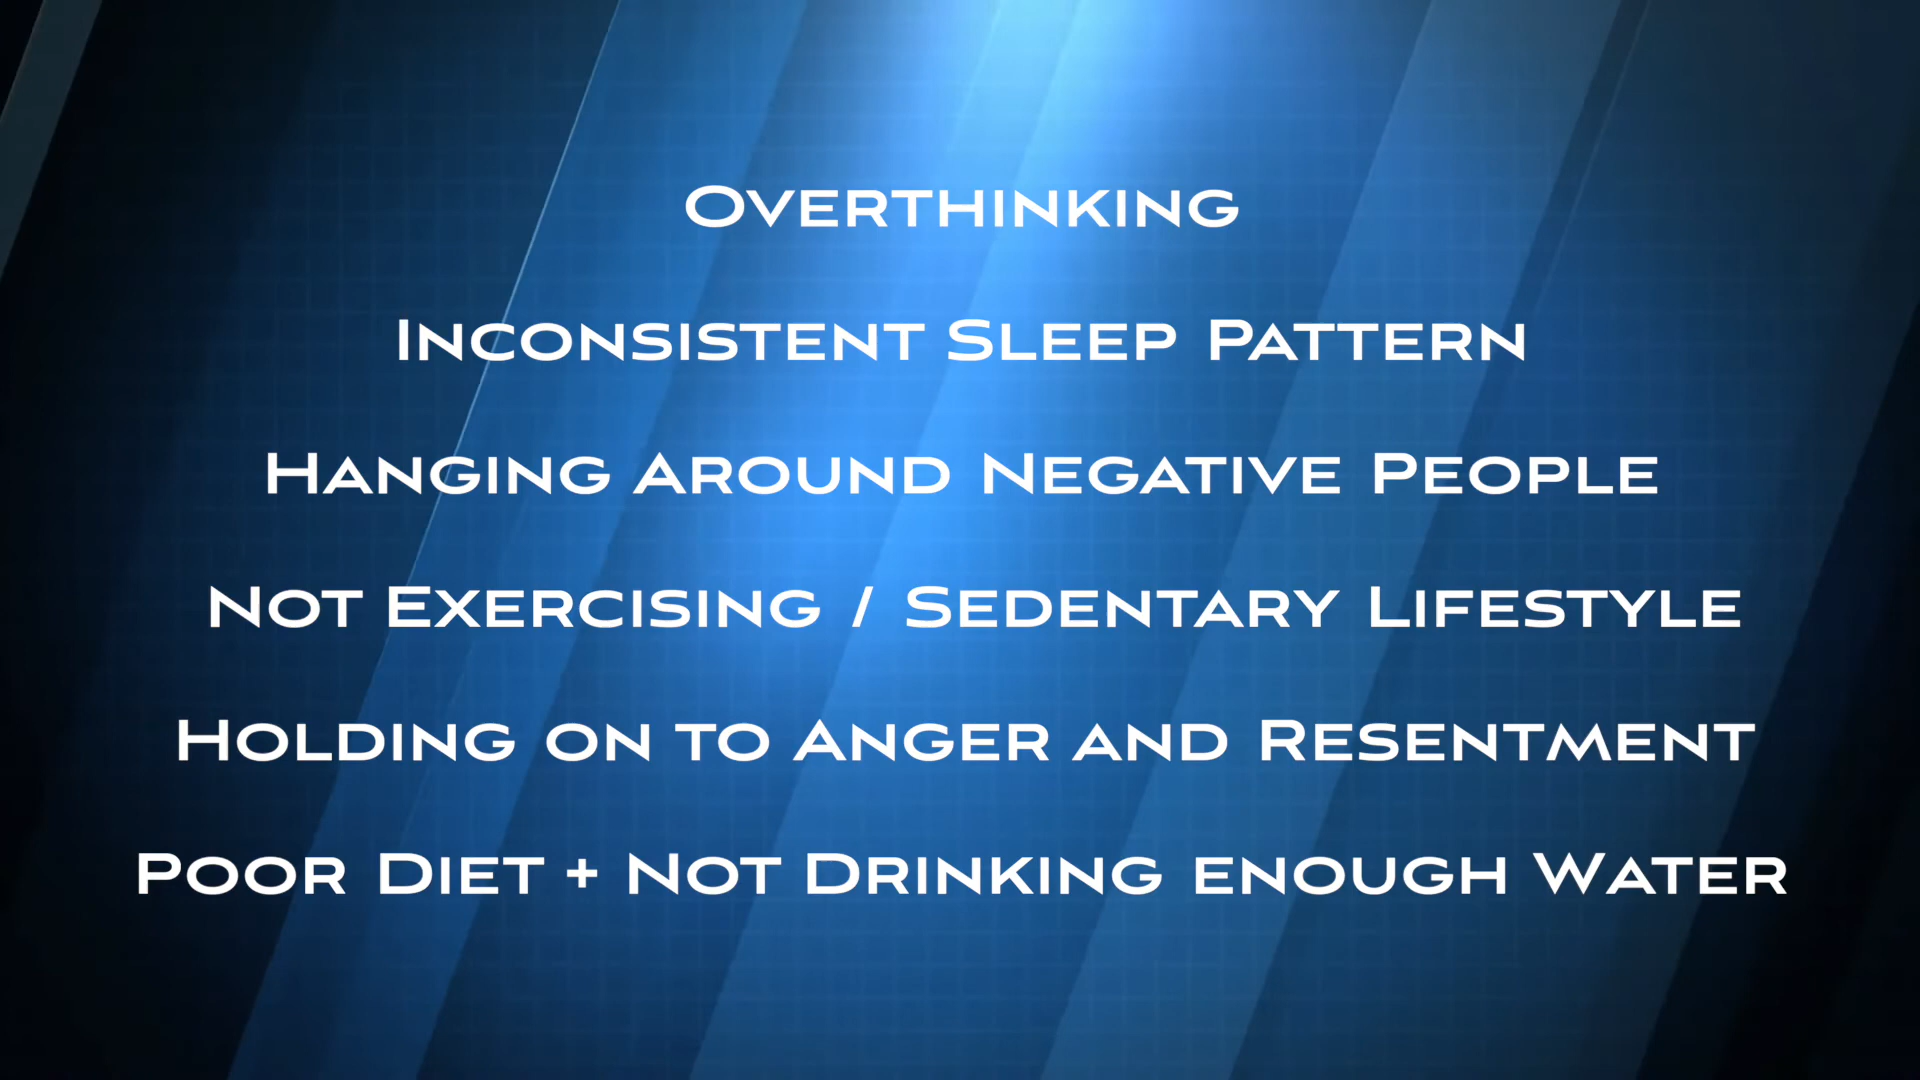 Overthinking
Inconsistent Sleep Pattern
Hanging Around Negative People
Not Exercising / Sedentary Lifestyle
Holding on to Anger and Resentment
Poor Diet + Not Drinking enough Water